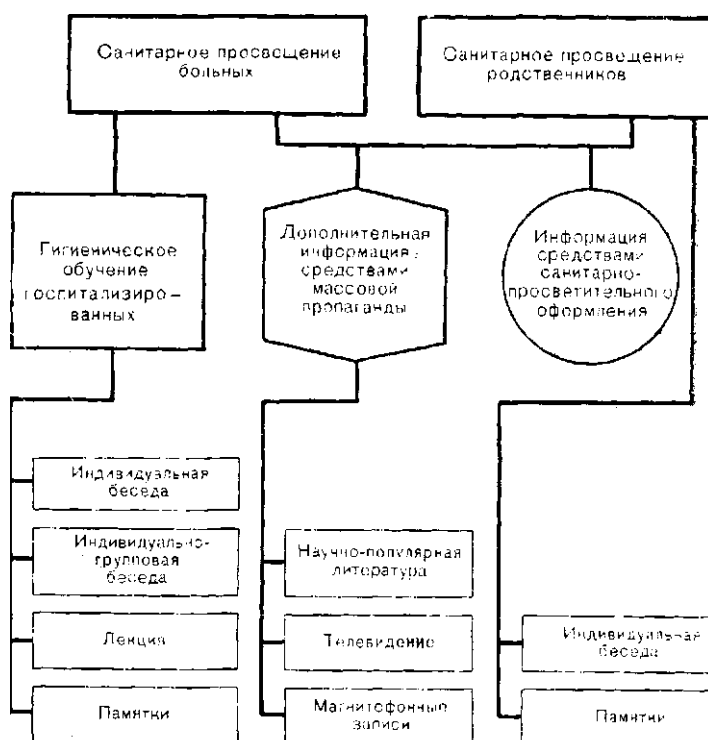 Санитарное просвещение
больных
Санитарное просвещение
родственников
Гигиеническое
обучение
госпитализиро–
ванных
Дополнительная
информация
средствами
массовой
пропаганды
Информация
средствами
санитарно-
просветительного
оформления
Индивидуальная
беседа
Индивидуально-
групповая
беседа
Лекция
Памятки
Научно-популярная
литература
Телевидение
Магнитофонные
записи
Индивидуальная
беседа
Памятки